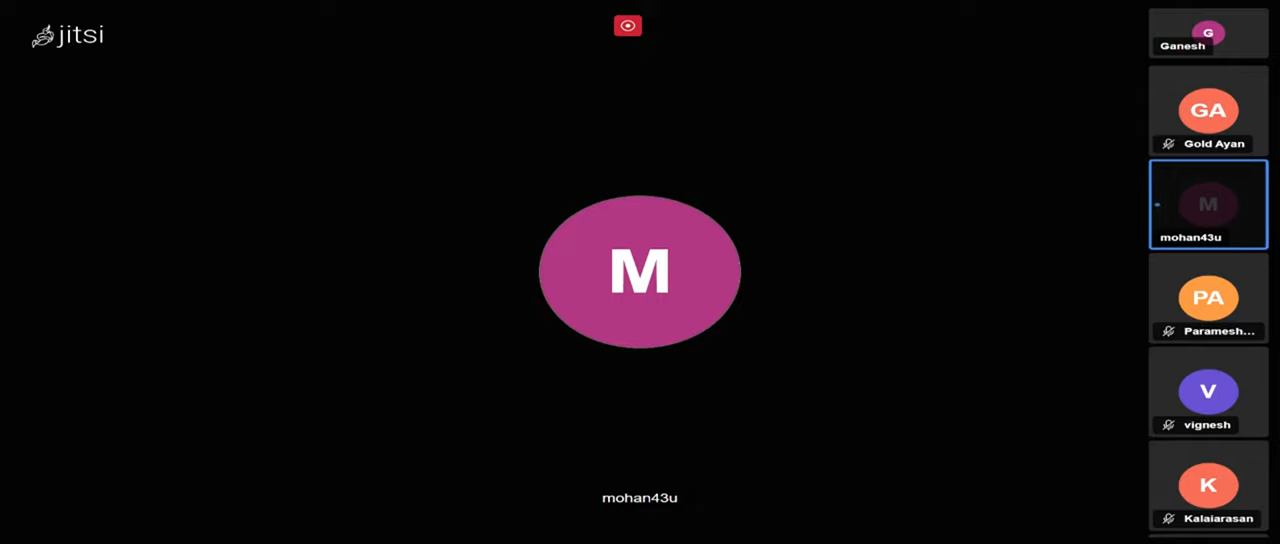 jitsi
M
mohan43u
G
Ganesh
GA
Gold Ayan
M
mohan43u
PA
Paramesh...
V
vignesh
K
Kalaiarasan